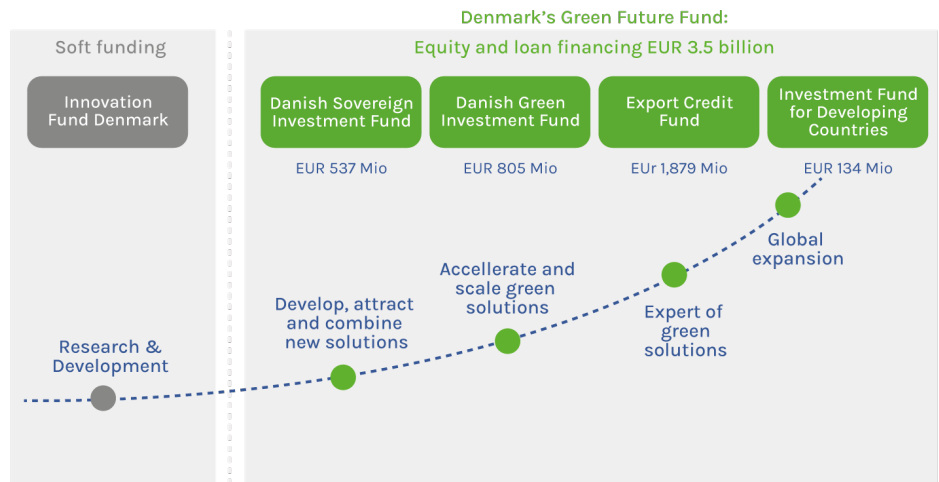 Denmark's Green Future Fund:
Soft funding
Equity and loan financing EUR 3.5 billion
Innovation
Fund Denmark
Danish Sovereign
Investment Fund
Danish Green
Investment Fund
Export Credit
Fund
Investment Fund
for Developing
Countries
EUR 537 Mio
EUR 805 Mio
EUr 1,879 Mio
EUR 134 Mio
Research &
Development
Develop, attract
and combine
new solutions
Accellerate and
scale green
solutions
Expert of
green
solutions
Global
expansion